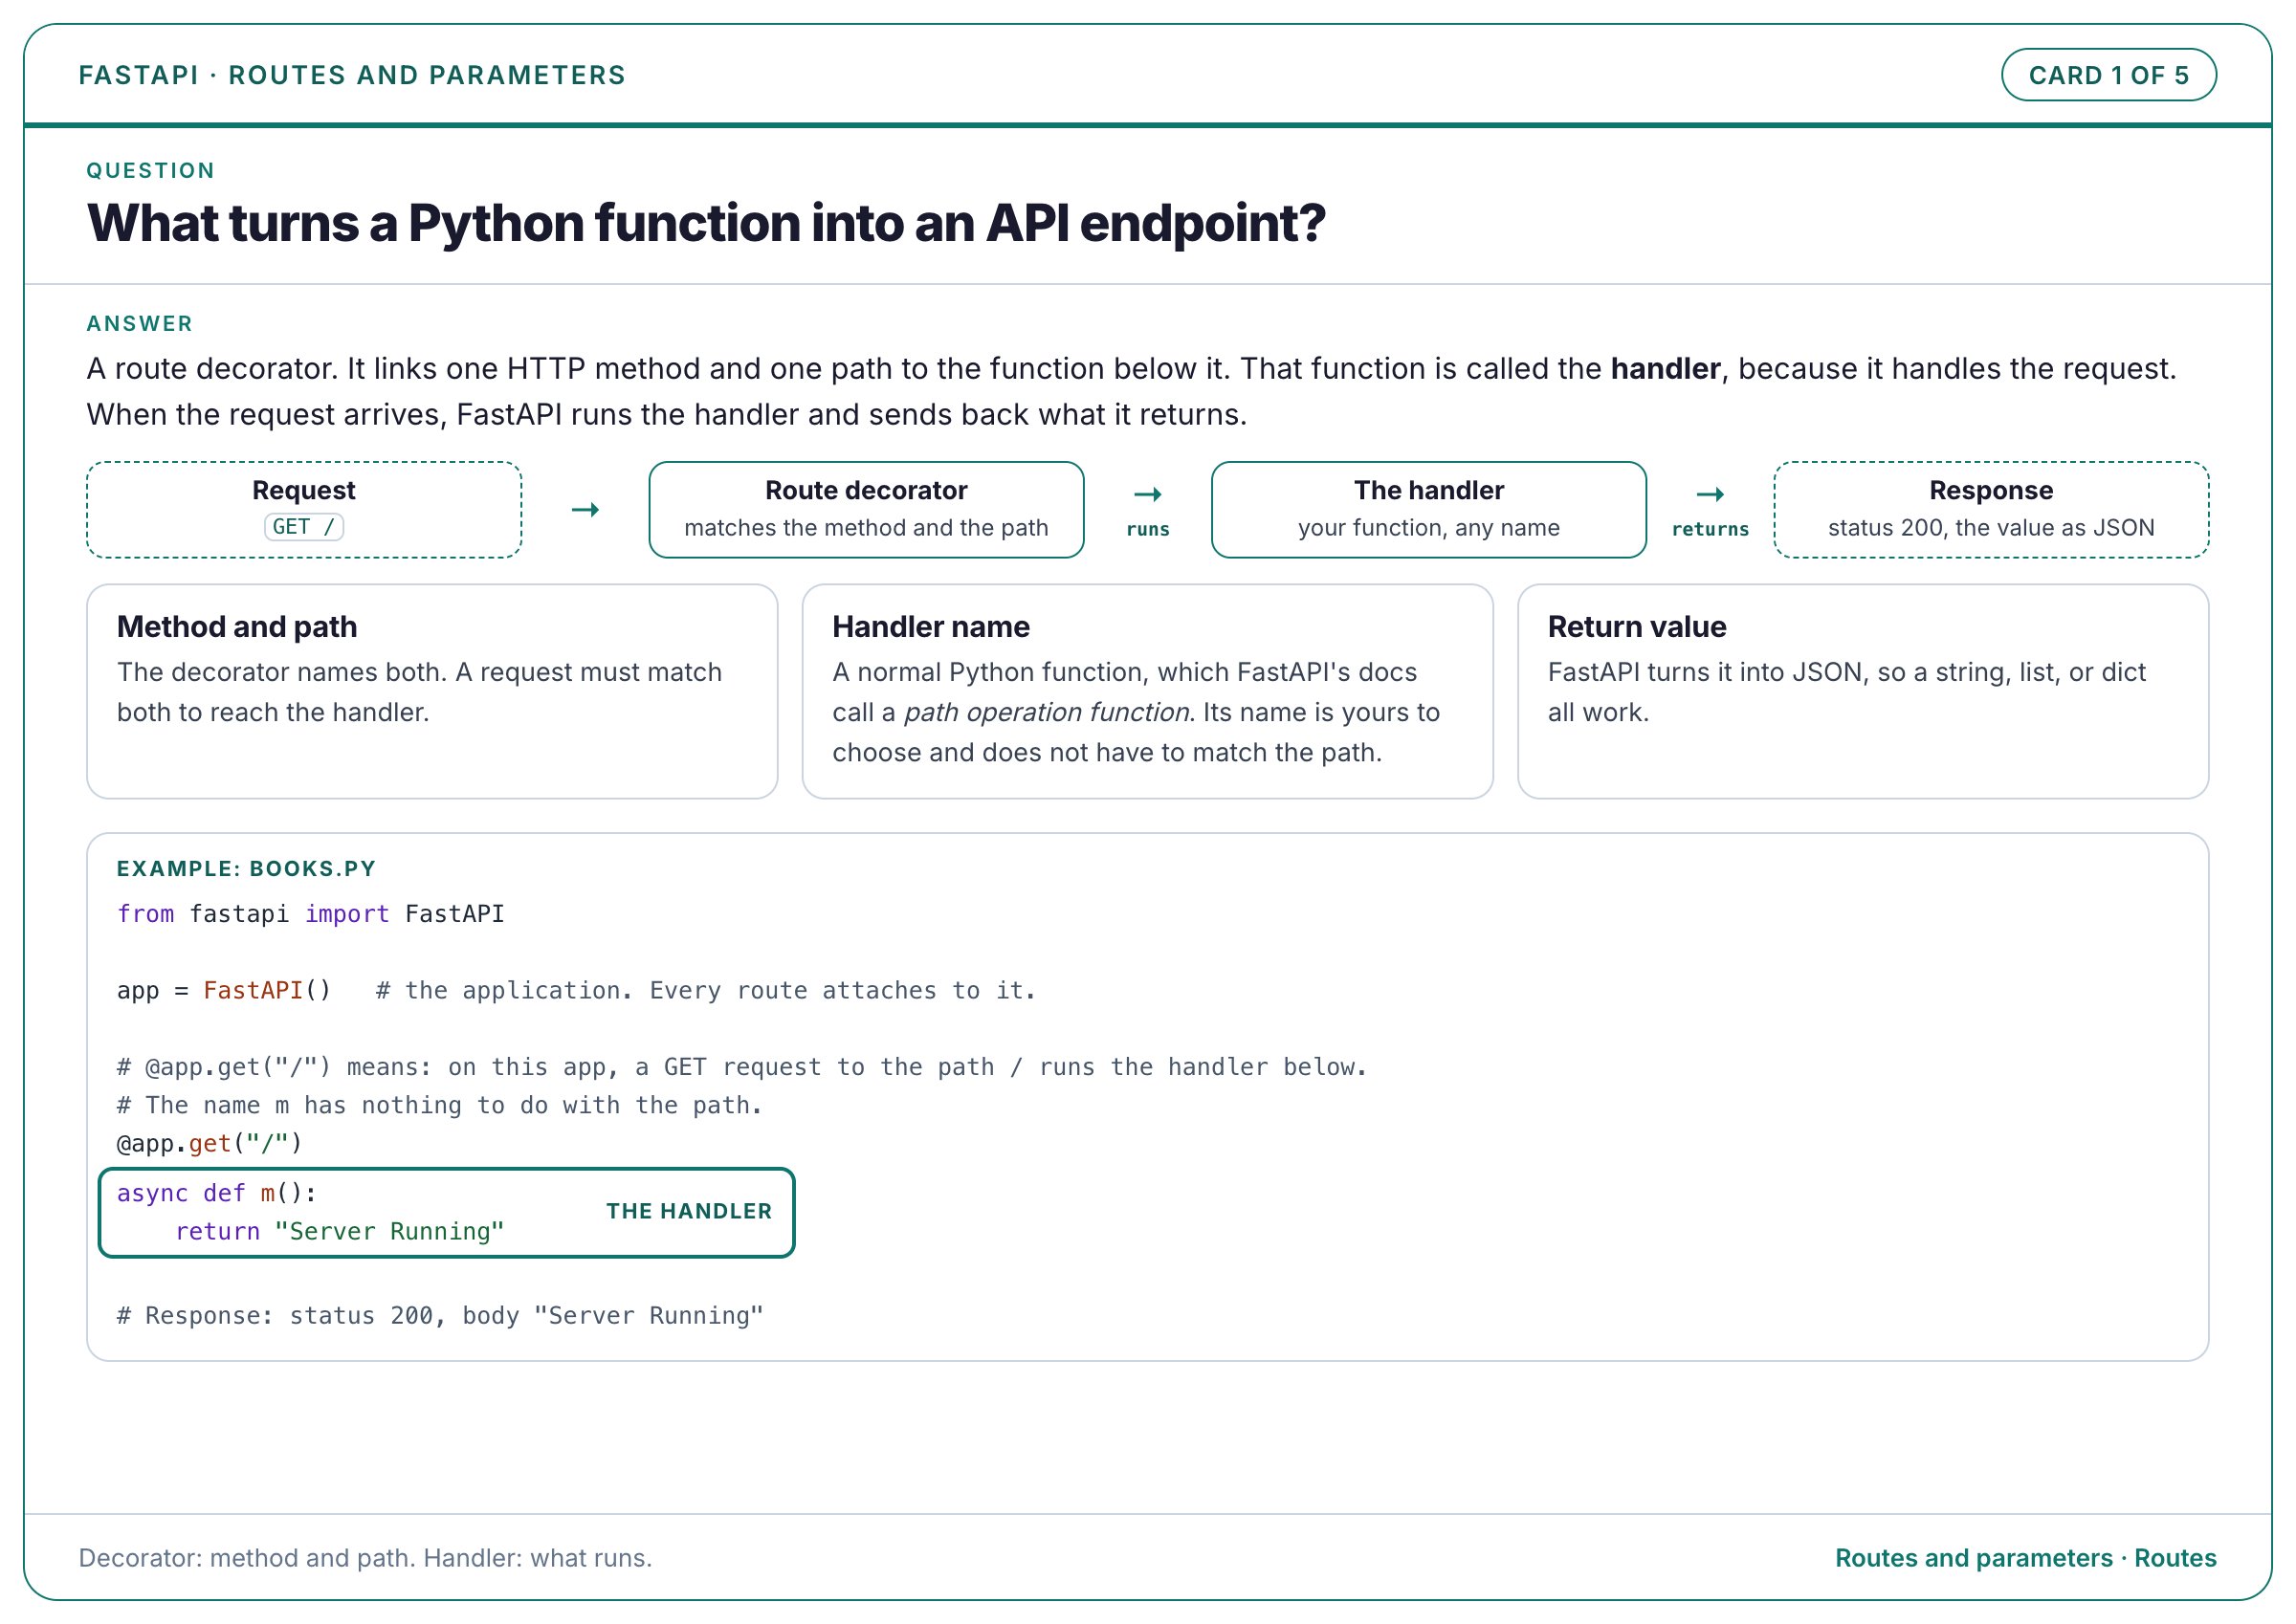 FASTAPI · ROUTES AND PARAMETERS
CARD 1 OF 5
QUESTION
What turns a Python function into an API endpoint?
ANSWER
A route decorator. It links one HTTP method and one path to the function below it. That function is called the handler, because it handles the request.
When the request arrives, FastAPI runs the handler and sends back what it returns.
Request
GET /
→
Route decorator
matches the method and the path
→
runs
The handler
your function, any name
→
returns
Response
status 200, the value as JSON
Method and path
The decorator names both. A request must match
both to reach the handler.
Handler name
A normal Python function, which FastAPI's docs
call a path operation function. Its name is yours to
choose and does not have to match the path.
Return value
FastAPI turns it into JSON, so a string, list, or dict
all work.
EXAMPLE: BOOKS.PY
from fastapi import FastAPI
app = FastAPI()   # the application. Every route attaches to it.
# @app.get("/") means: on this app, a GET request to the path / runs the handler below.
# The name m has nothing to do with the path.
@app.get("/")
async def m():
    return "Server Running"
THE HANDLER
# Response: status 200, body "Server Running"
Decorator: method and path. Handler: what runs.
Routes and parameters · Routes